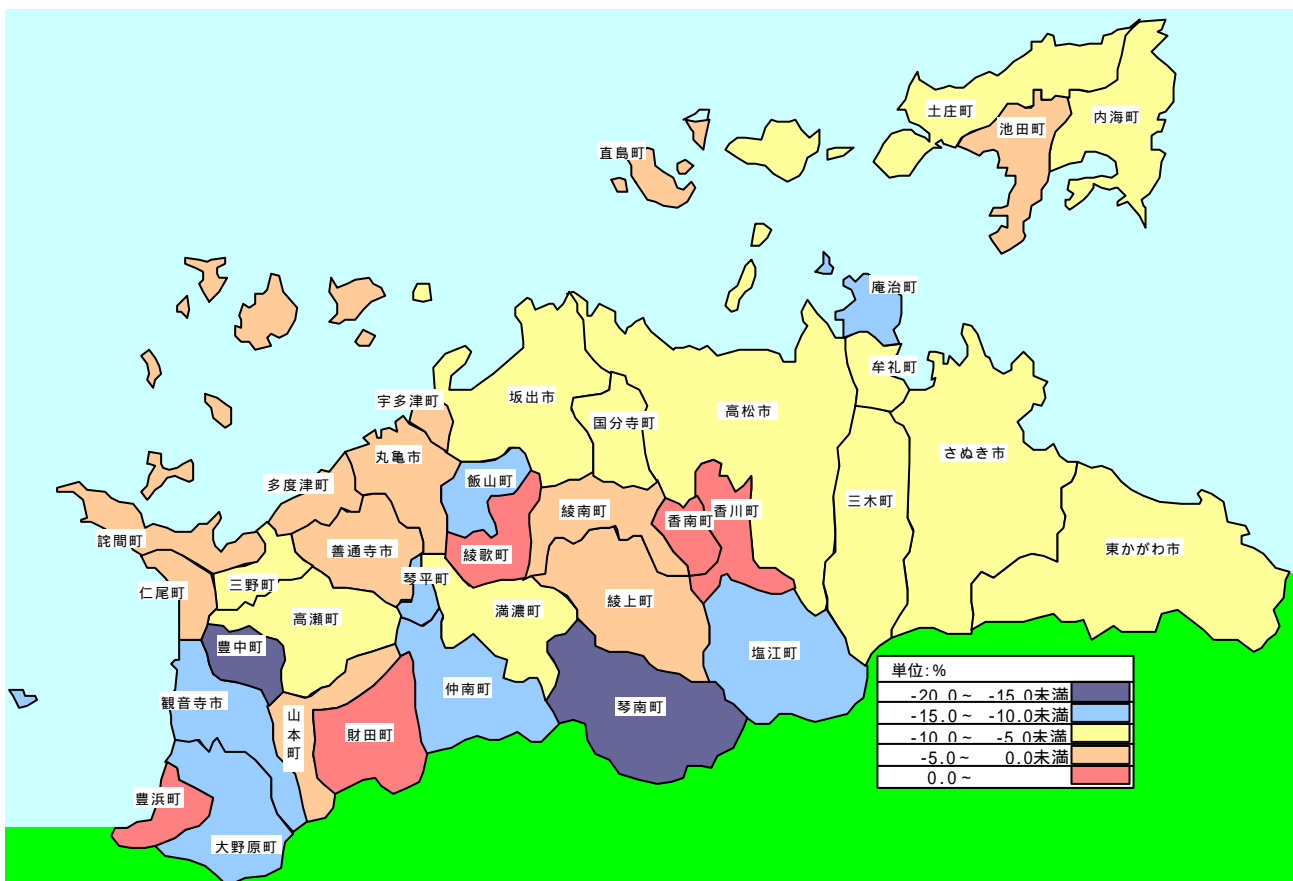 土庄町
内海町
池田町
直島町
庵治町
牟礼町
宇多津町
坂出市
国分寺町
高松市
さぬき市
丸亀市
飯山町
多度津町
綾南町
香南町
香川町
三木町
詫間町
善通寺市
綾歌町
東かがわ市
琴平町
三野町
仁尾町
高瀬町
満濃町
綾上町
豊中町
塩江町
観音寺市
仲南町
琴南町
山本町
財田町
豊浜町
大野原町
単位:%
-20.0~ -15.0未満
-15.0~ -10.0未満
-10.0~ -5.0未満
-5.0~ 0.0未満
0.0~